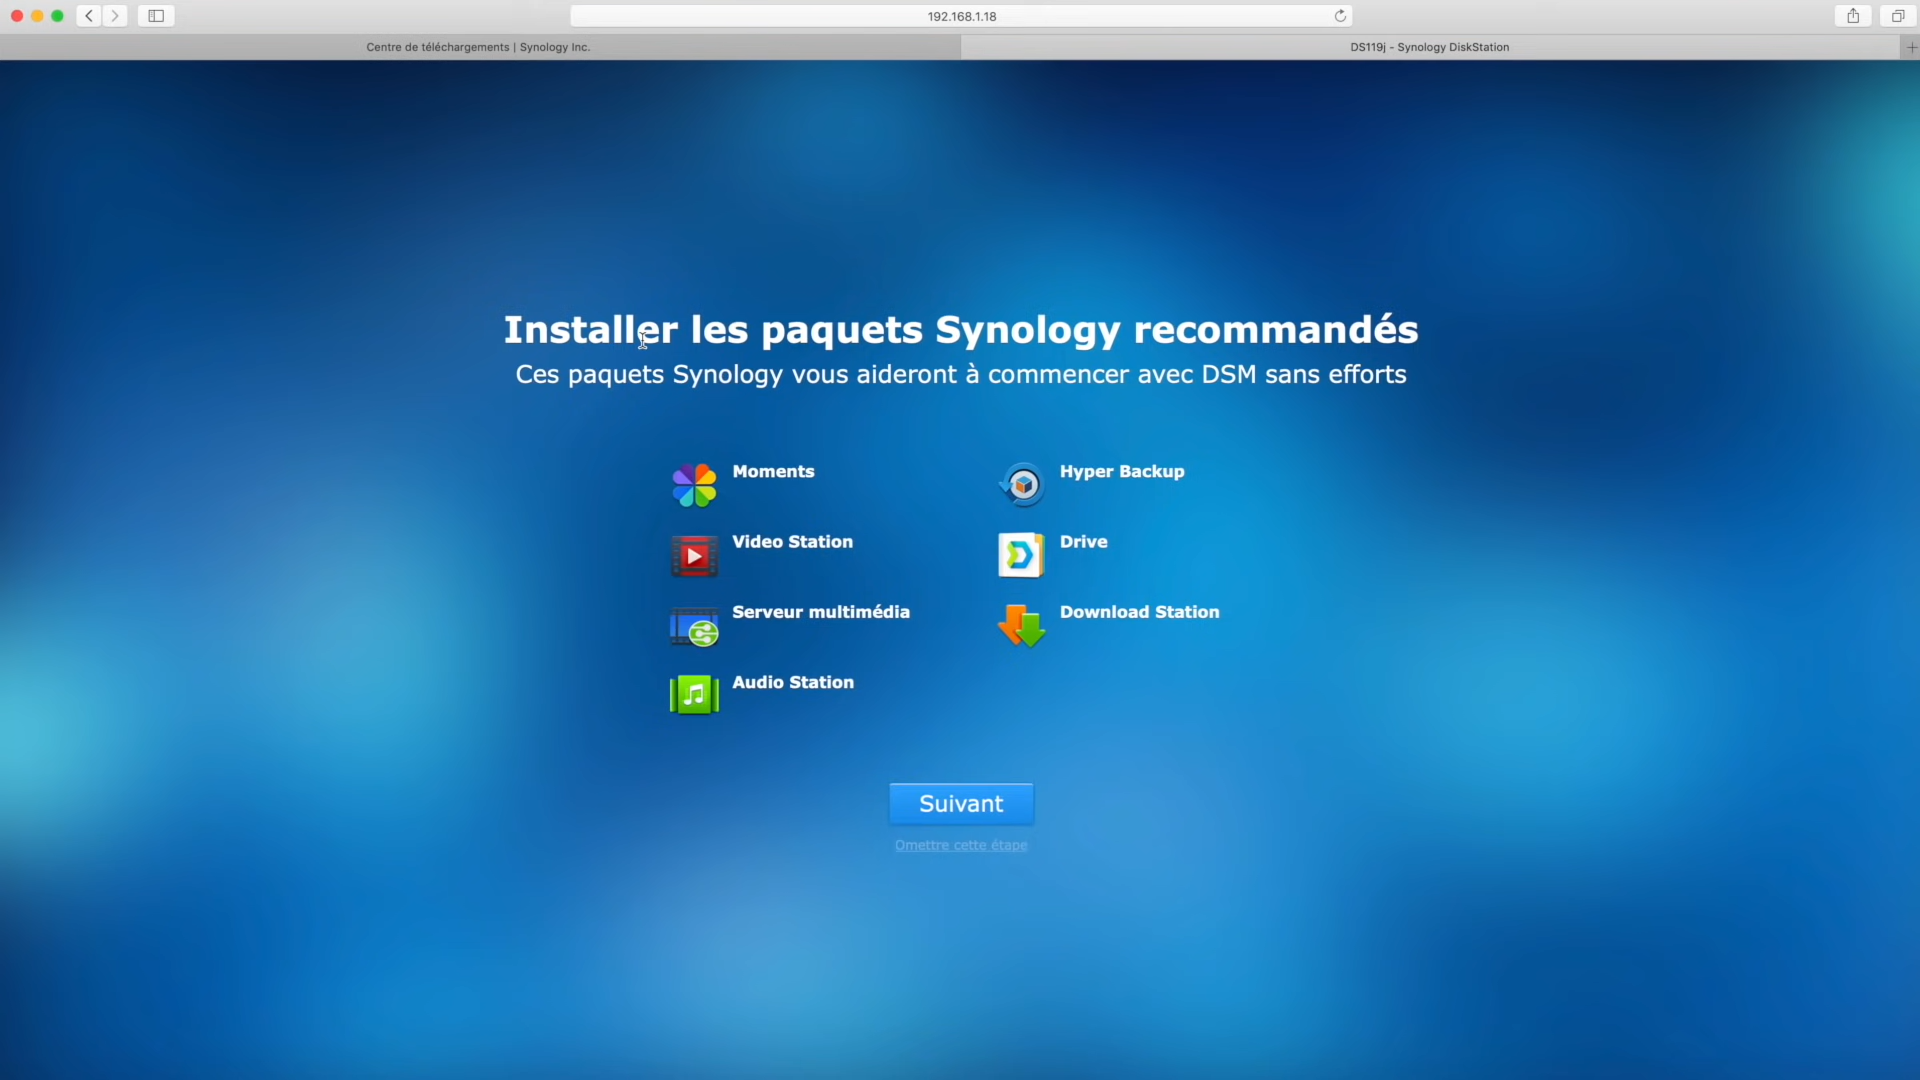 192.168.1.18
Centre de téléchargements | Synology Inc.
DS119j - Synology DiskStation
Installer les paquets Synology recommandés
Ces paquets Synology vous aideront à commencer avec DSM sans efforts
Moments
Hyper Backup
Video Station
Drive
Serveur multimédia
Download Station
Audio Station
Suivant
Omettre cette étape